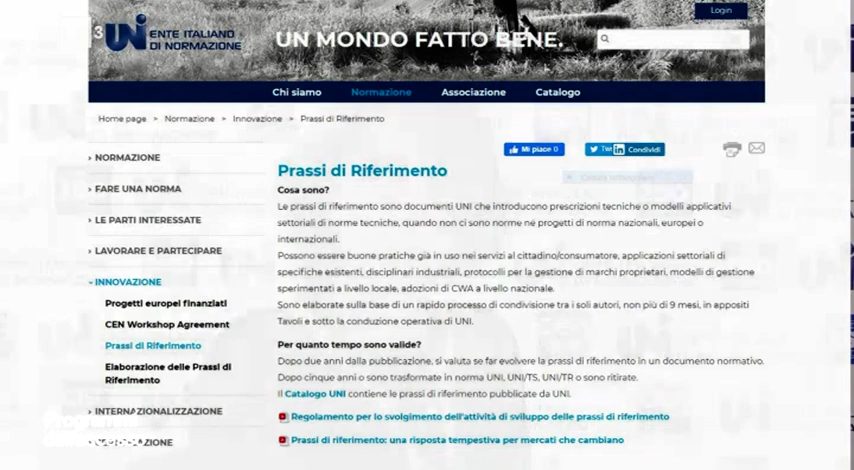 Login
3
UNI ENTE ITALIANO
DI NORMAZIONE
UN MONDO FATTO BENE.
Chi siamo Normazione Associazione Catalogo
Home page > Normazione > Innovazione > Prassi di Riferimento
Mi piace 0 Condividi
› NORMAZIONE
› FARE UNA NORMA
› LE PARTI INTERESSATE
› LAVORARE E PARTECIPARE
INNOVAZIONE
Progetti europei finanziati
CEN Workshop Agreement
Prassi di Riferimento
Elaborazione delle Prassi di
Riferimento
› INTERNAZIONALIZZAZIONE
Prassi di Riferimento
Cosa sono?
Le prassi di riferimento sono documenti UNI che introducono prescrizioni tecniche o modelli applicativi
settoriali di norme tecniche, quando non ci sono norme né progetti di norma nazionali, europei o
internazionali.
Possono essere buone pratiche già in uso nei servizi al cittadino/consumatore, applicazioni settoriali di
specifiche esistenti, disciplinari industriali, protocolli per la gestione di marchi proprietari, modelli di gestione
sperimentati a livello locale, adozioni di CWA a livello nazionale.
Sono elaborate sulla base di un rapido processo di condivisione tra i soli autori, non più di 9 mesi, in appositi
Tavoli e sotto la conduzione operativa di UNI.
Per quanto tempo sono valide?
Dopo due anni dalla pubblicazione, si valuta se far evolvere la prassi di riferimento in un documento normativo.
Dopo cinque anni o sono trasformate in norma UNI, UNI/TS, UNI/TR o sono ritirate.
Il Catalogo UNI contiene le prassi di riferimento pubblicate da UNI.
Regolamento per lo svolgimento dell'attività di sviluppo delle prassi di riferimento
Prassi di riferimento: una risposta tempestiva per mercati che cambiano